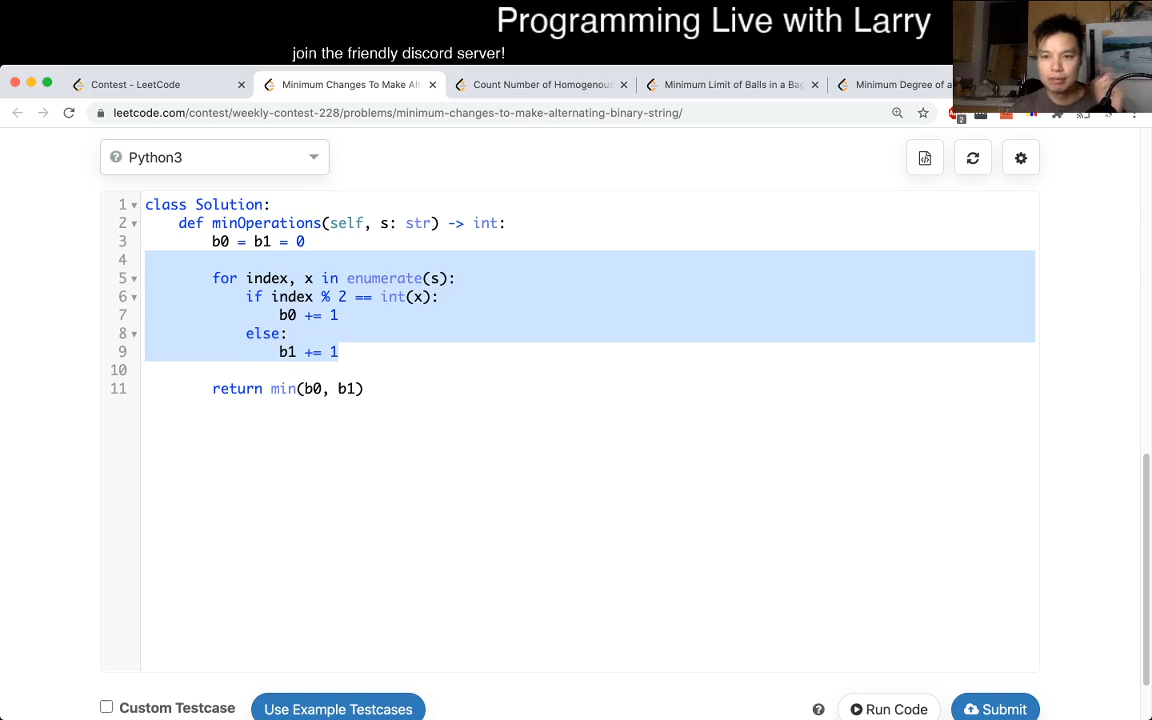 Programming Live with Larry
join the friendly discord server!
Contest - LeetCode
Minimum Changes To Make Alt
Count Number of Homogenous
Minimum Limit of Balls in a Bag
Minimum Degree of a
leetcode.com/contest/weekly-contest-228/problems/minimum-changes-to-make-alternating-binary-string/
2
Python3
1 class Solution:
2 def minOperations(self, s: str) -> int:
3 b0 = b1 = 0
4
5 for index, x in enumerate(s):
6 if index % 2 == int(x):
7 b0 += 1
8 else:
9 b1 += 1
10
11 return min(b0, b1)
Custom Testcase
Use Example Testcases
?
Run Code
Submit